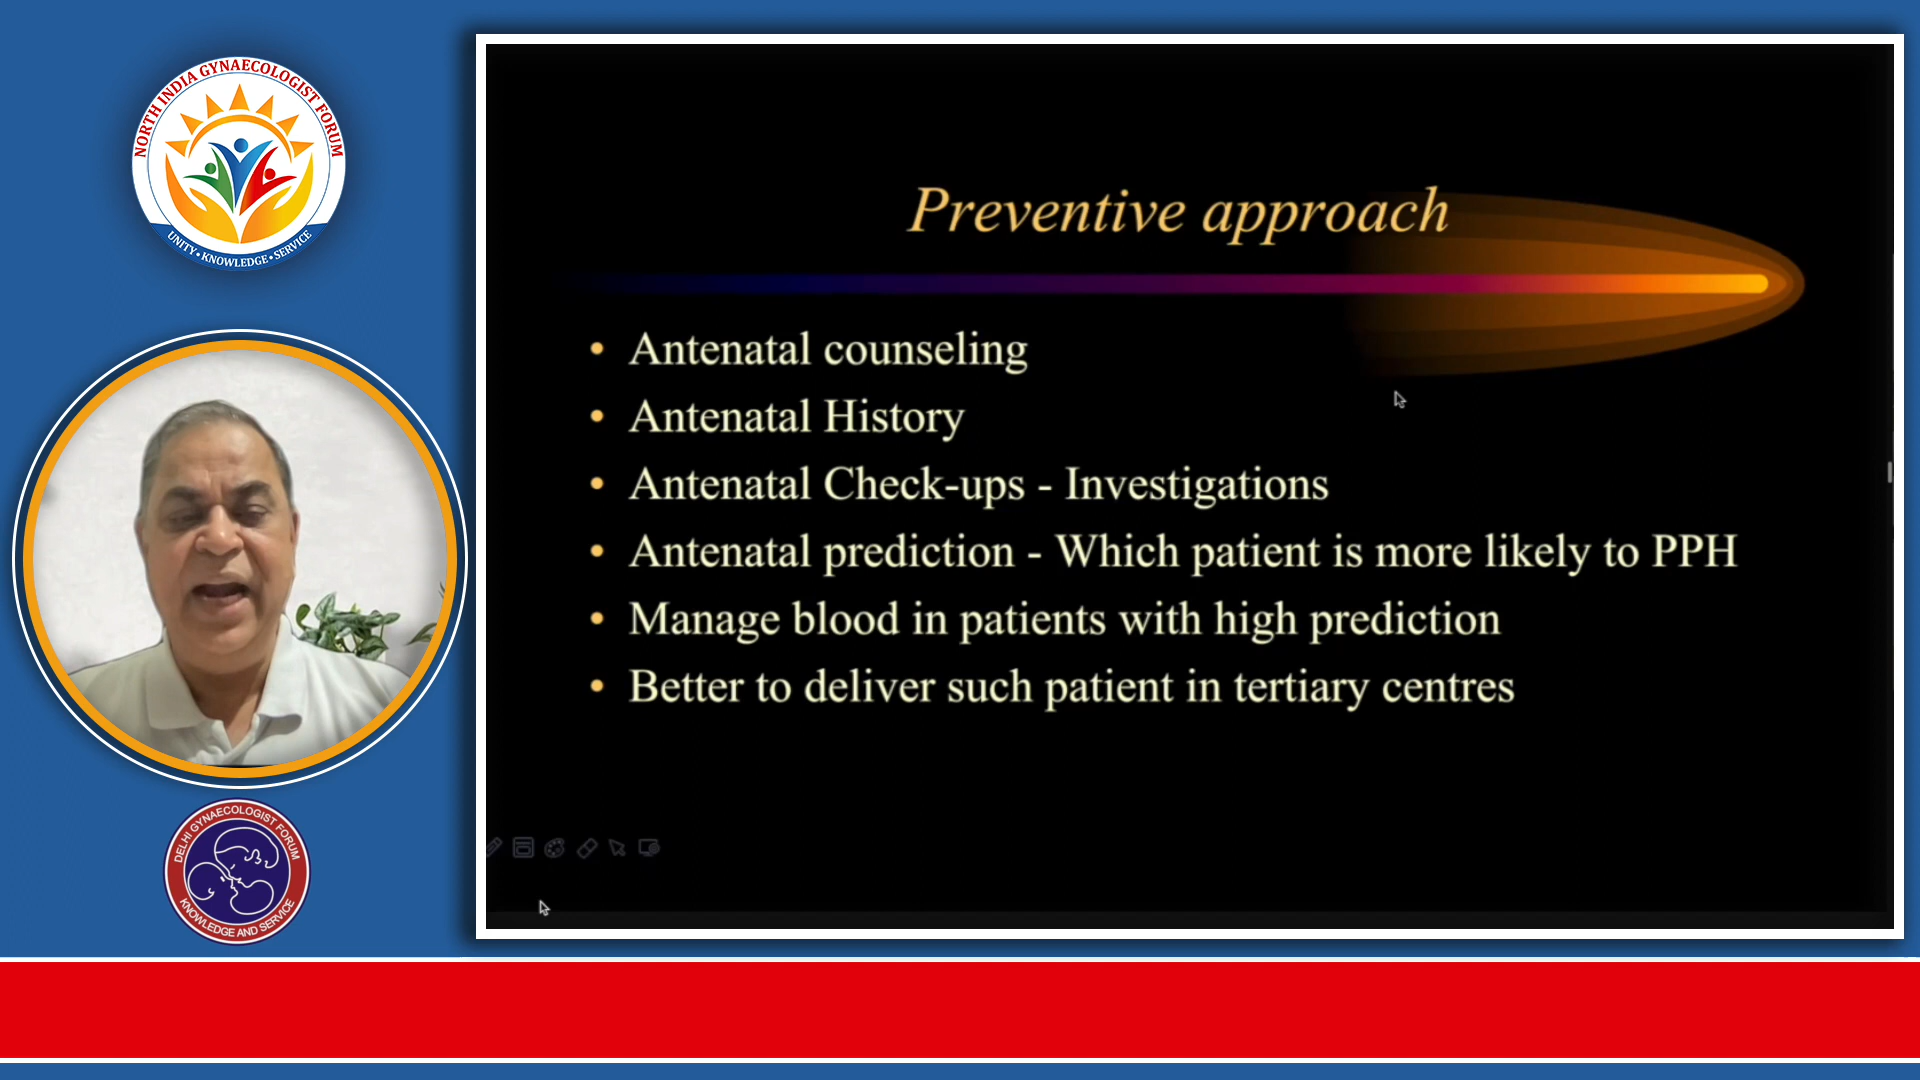 NORTH INDIA GYNAECOLOGIST FORUM
UNITY • KNOWLEDGE • SERVICE
Preventive approach
• Antenatal counseling
• Antenatal History
• Antenatal Check-ups - Investigations
• Antenatal prediction - Which patient is more likely to PPH
• Manage blood in patients with high prediction
• Better to deliver such patient in tertiary centres
DELHI GYNAECOLOGIST FORUM
KNOWLEDGE AND SERVICE